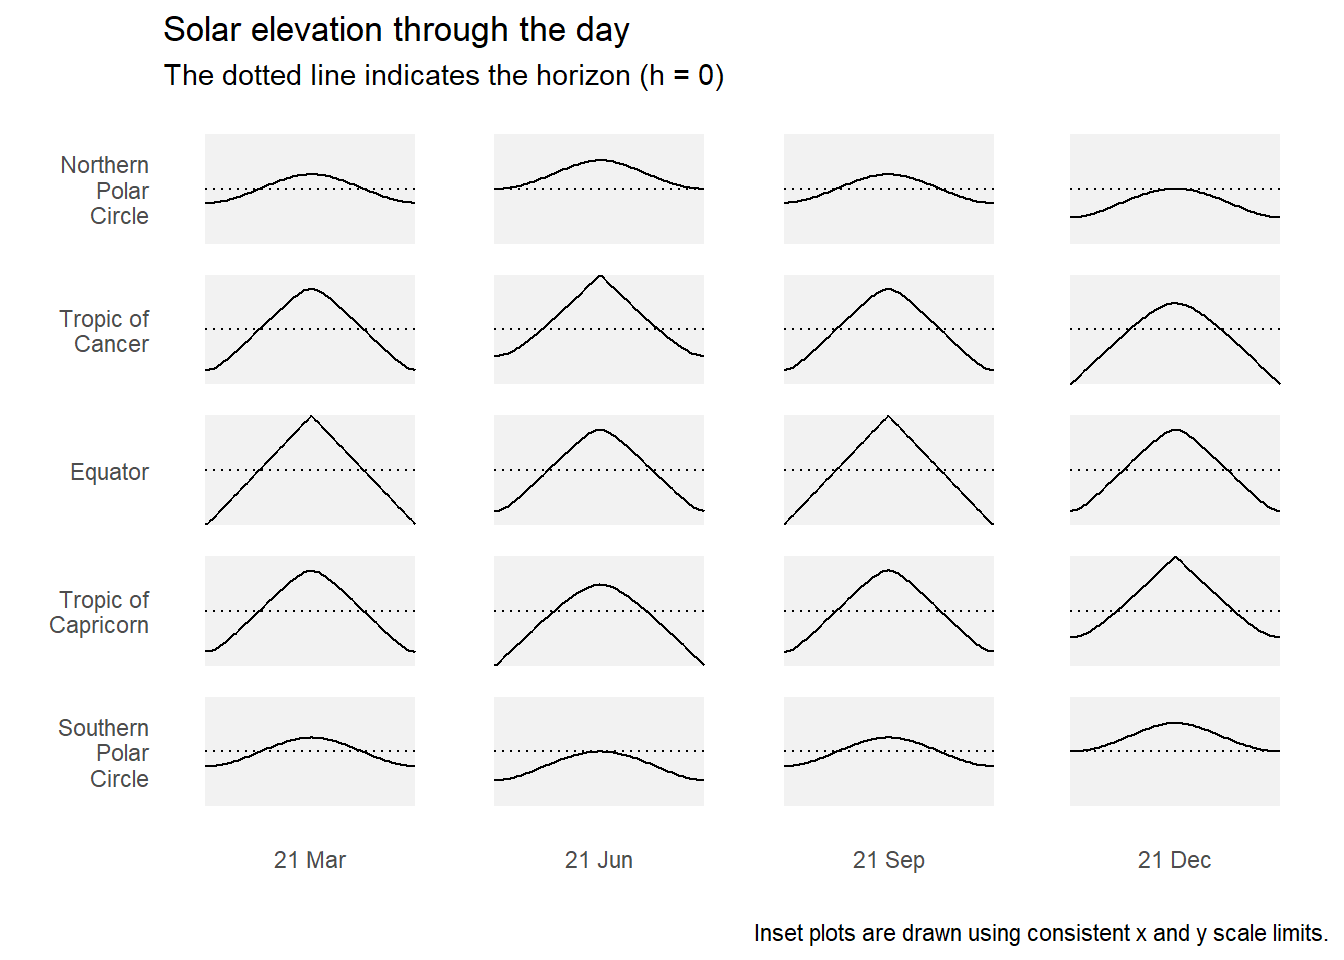 Solar elevation through the day
The dotted line indicates the horizon (h = 0)
Northern
Polar
Circle
Tropic of
Cancer
Equator
Tropic of
Capricorn
Southern
Polar
Circle
21 Mar
21 Jun
21 Sep
21 Dec
Inset plots are drawn using consistent x and y scale limits.